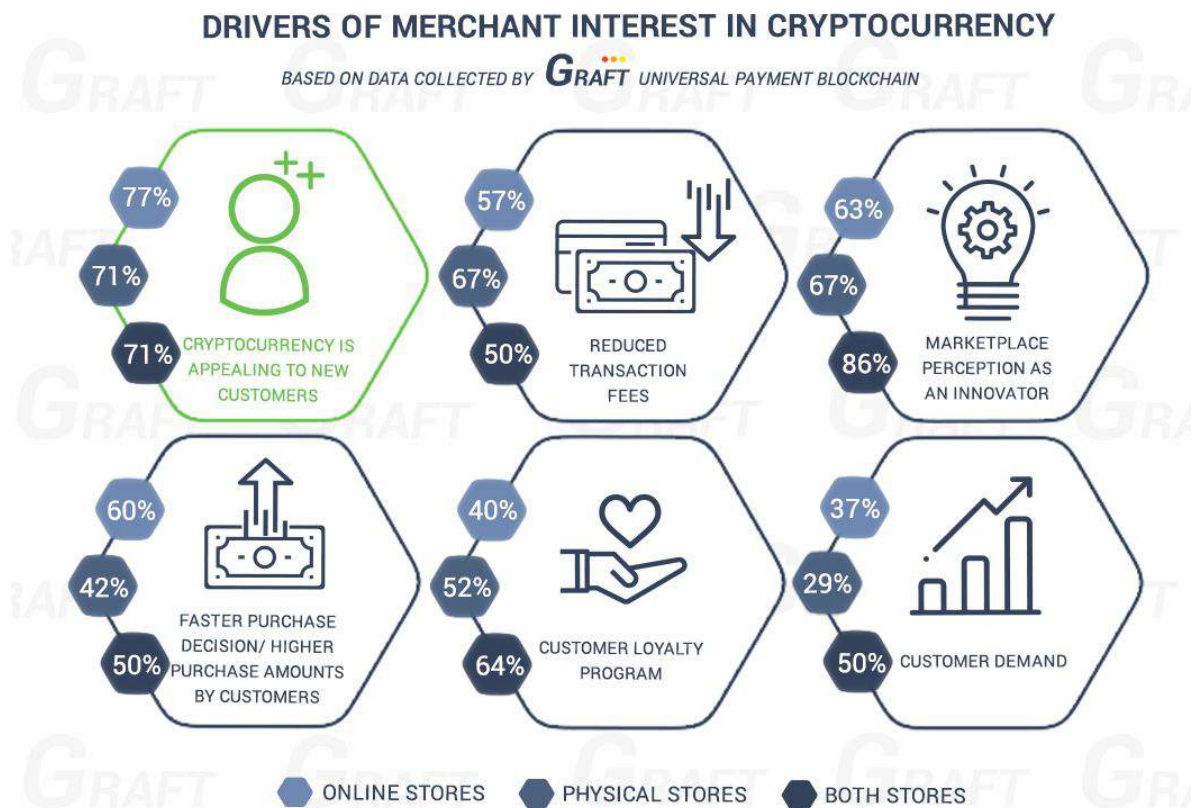 DRIVERS OF MERCHANT INTEREST IN CRYPTOCURRENCY
BASED ON DATA COLLECTED BY GRAFT UNIVERSAL PAYMENT BLOCKCHAIN
77%
71%
71%
CRYPTOCURRENCY IS
APPEALING TO NEW
CUSTOMERS
57%
67%
50%
REDUCED
TRANSACTION
FEES
63%
67%
86%
MARKETPLACE
PERCEPTION AS
AN INNOVATOR
60%
42%
50%
FASTER PURCHASE
DECISION/ HIGHER
PURCHASE AMOUNTS
BY CUSTOMERS
40%
52%
64%
CUSTOMER LOYALTY
PROGRAM
37%
29%
50%
CUSTOMER DEMAND
ONLINE STORES
PHYSICAL STORES
BOTH STORES